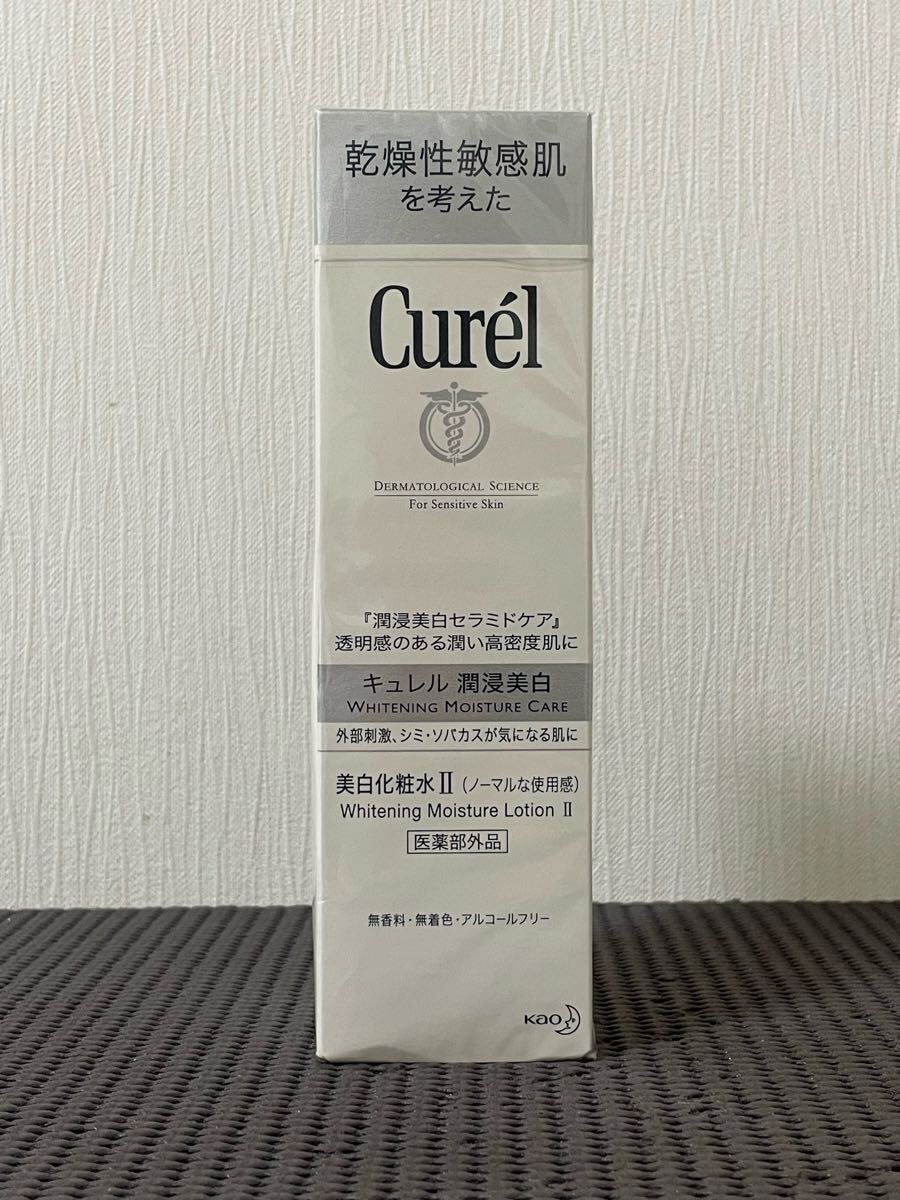 乾燥性敏感肌
を考えた
Curél
DERMATOLOGICAL SCIENCE
For Sensitive Skin
『潤浸美白セラミドケア』
透明感のある潤い高密度肌に
キュレル 潤浸美白
WHITENING MOISTURE CARE
外部刺激、シミ・ソバカスが気になる肌に
美白化粧水Ⅱ（ノーマルな使用感）
Whitening Moisture Lotion Ⅱ
医薬部外品
無香料・無着色・アルコールフリー
Kao